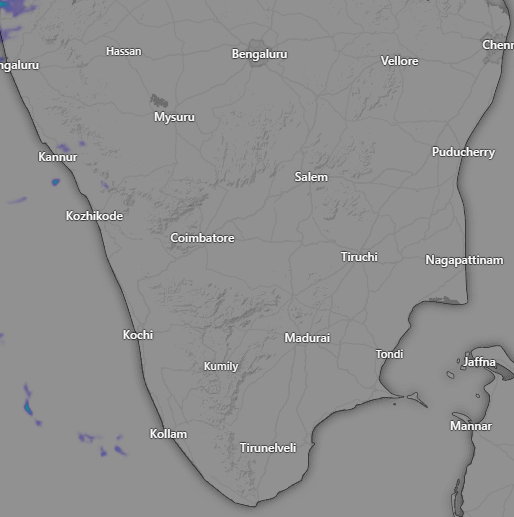 Hassan
Bengaluru
Chenn
ngaluru
Vellore
Mysuru
Kannur
Puducherry
Salem
Kozhikode
Coimbatore
Tiruchi
Nagapattinam
Kochi
Madurai
Tondi
Jaffna
Kumily
Kollam
Mannar
Tirunelveli